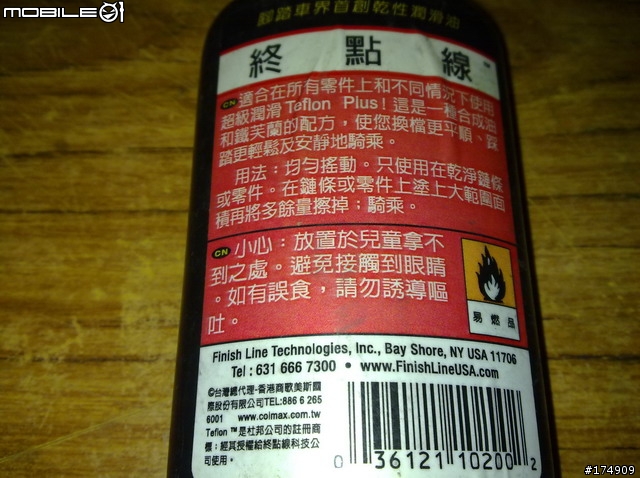 MOBILE01
腳踏車界首創乾性潤滑油
終點線™
CN 適合在所有零件上和不同情況下使用
超級潤滑 Teflon Plus! 這是一種合成油
和鐵芙蘭的配方，使您換檔更平順、踩
踏更輕鬆及安靜地騎乘。
用法：均勻搖動。只使用在乾淨鏈條
或零件。在鏈條或零件上塗上大範圍面
積再將多餘量擦掉；騎乘。
CN 小心：放置於兒童拿不
到之處。避免接觸到眼睛
。如有誤食，請勿誘導嘔
吐。
易燃品
Finish Line Technologies, Inc., Bay Shore, NY USA 11706
Tel : 631 666 7300 • www.FinishLineUSA.com
©台灣總代理-香港商歌美斯國
際股份有限公司TEL:886 6 265
6001 www.coimax.com.tw
Teflon ™ 是杜邦公司的註冊商
標；經其授權給終點線科技公
司使用。
0 36121 10200 2
#174909